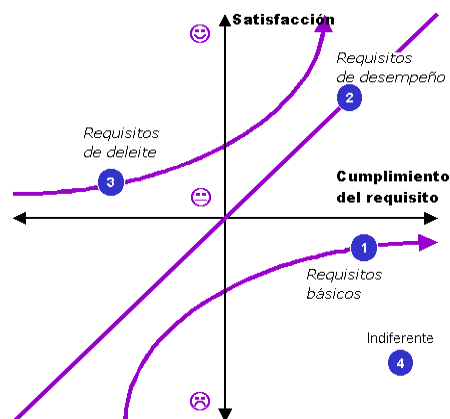 Satisfacción
Requisitos
de desempeño
2
Requisitos
de deleite
3
Cumplimiento
del requisito
1
Requisitos
básicos
Indiferente
4